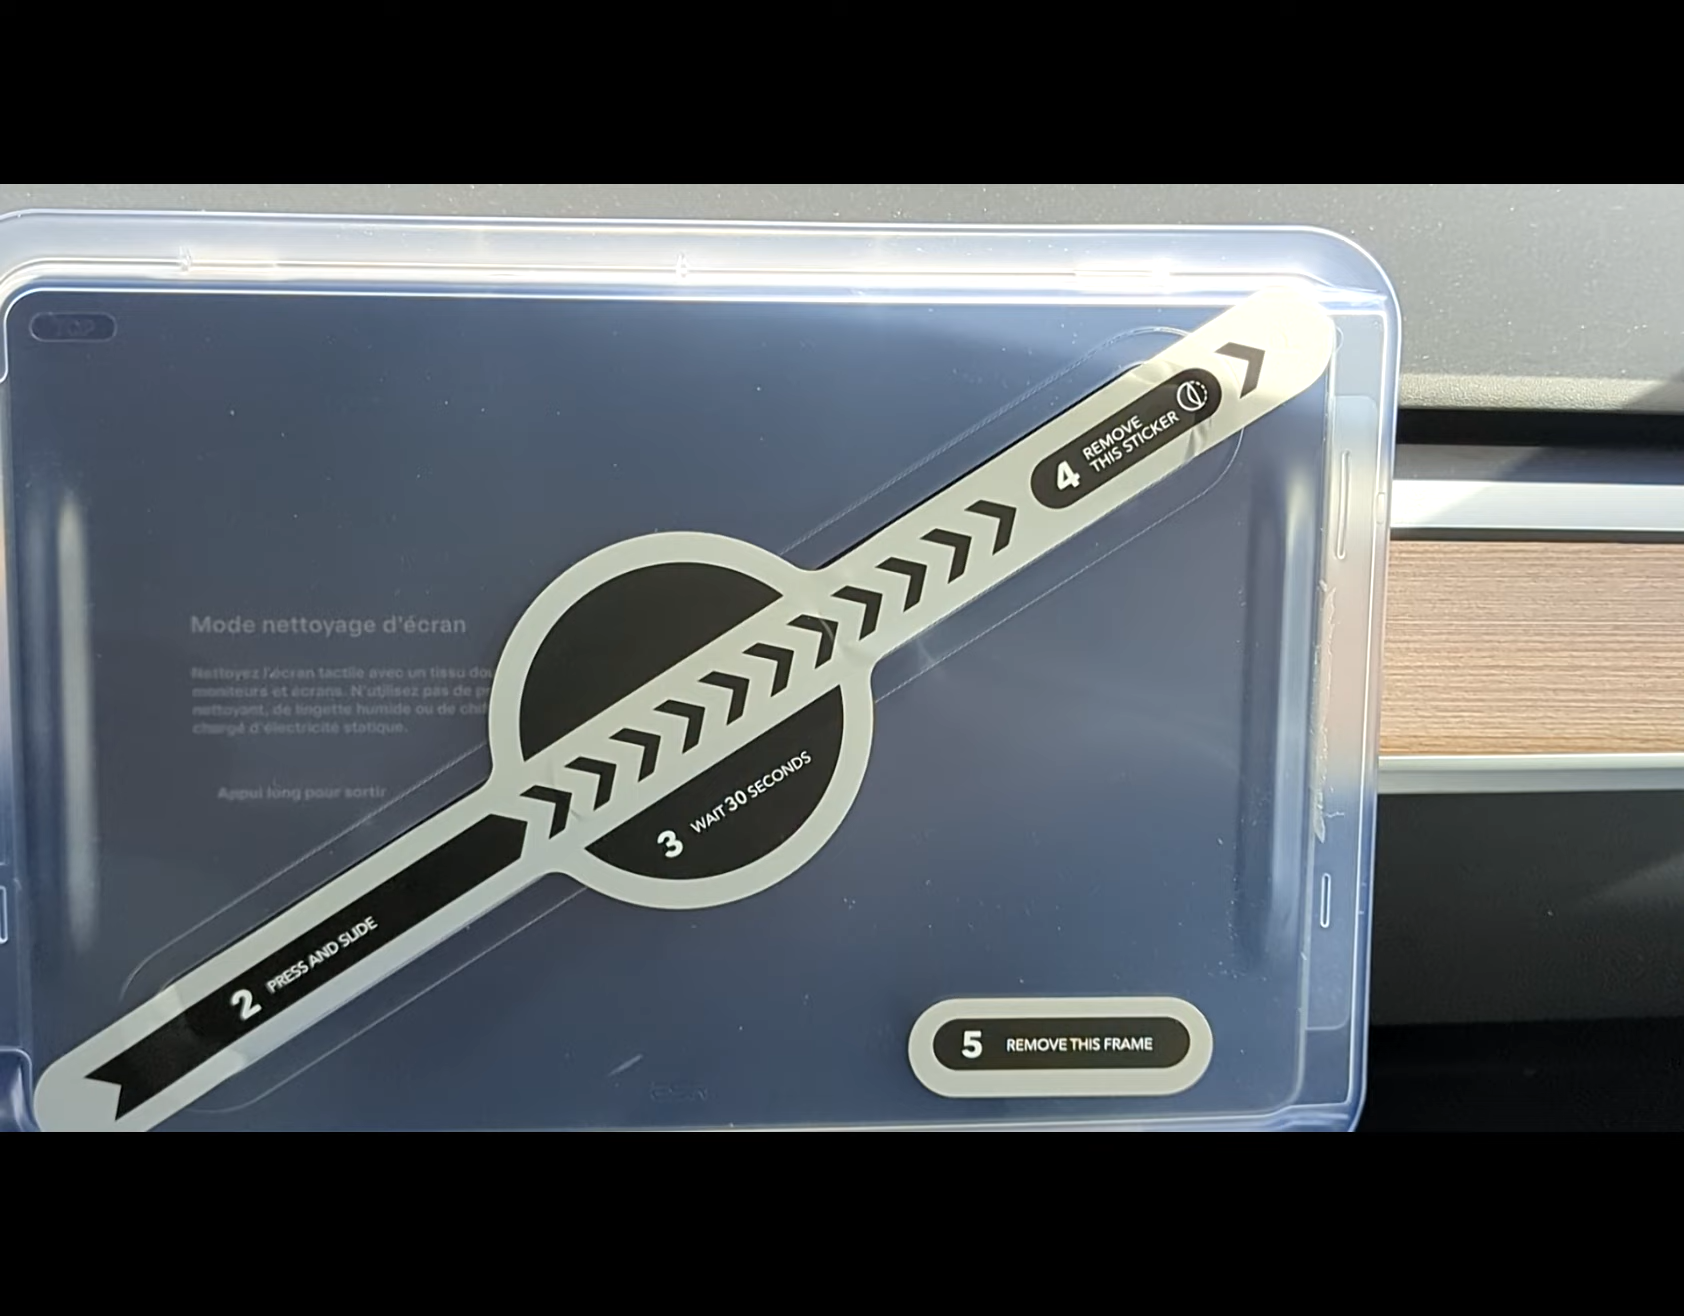 TOP
4 REMOVE
THIS STICKER
Mode nettoyage d'écran
Nettoyez l'écran tactile avec un tissu
moniteurs et écrans. N'utilisez pas de
nettoyant, de lingette humide ou de
chargé d'électricité statique.
Appui long pour sortir
3 WAIT 30 SECONDS
2 PRESS AND SLIDE
5 REMOVE THIS FRAME